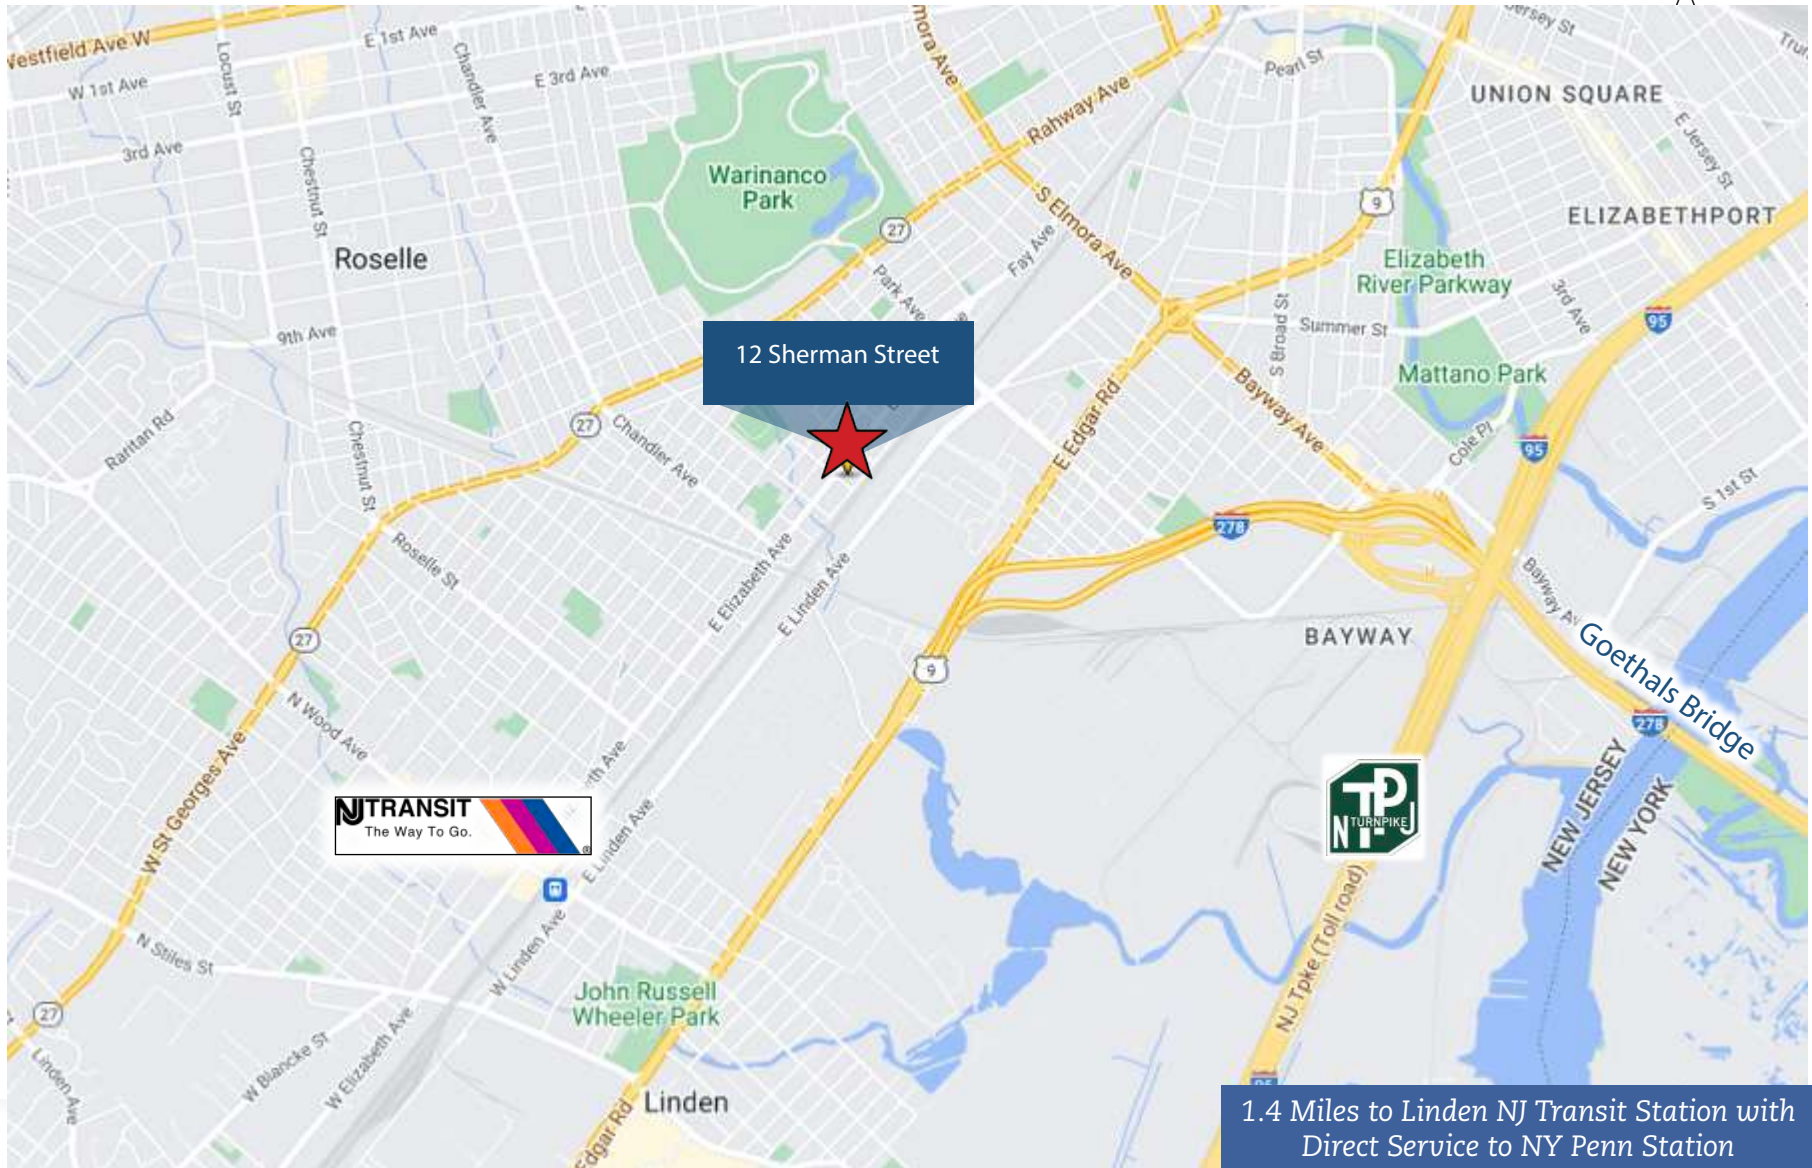 Westfield Ave W
W 1st Ave
Locust St
E 1st Ave
Chandler Ave
E 3rd Ave
3rd Ave
Chestnut St
Roselle
9th Ave
Raritan Rd
Chestnut St
Warinanco
Park
27
Rahway Ave
S Elmora Ave
Fay Ave
Park Ave
Pearl St
Jersey St
UNION SQUARE
E Jersey St
ELIZABETHPORT
9
Elizabeth
River Parkway
3rd Ave
95
S Broad St
Summer St
Mattano Park
12 Sherman Street
27
Chandler Ave
E Edgar Rd
Bayway Ave
Cole Pl
95
S 1st St
278
Roselle St
E Elizabeth Ave
E Linden Ave
27
9
BAYWAY
Goethals Bridge
278
N Wood Ave
W St Georges Ave
NJ TRANSIT
The Way To Go.
®
E Linden Ave
TP
TURNPIKE
N J
NEW JERSEY
NEW YORK
NJ Tpke (Toll road)
N Stiles St
W Linden Ave
John Russell
Wheeler Park
27
Linden Ave
W Blancke St
W Elizabeth Ave
Linden
Edgar Rd
95
1.4 Miles to Linden NJ Transit Station with
Direct Service to NY Penn Station